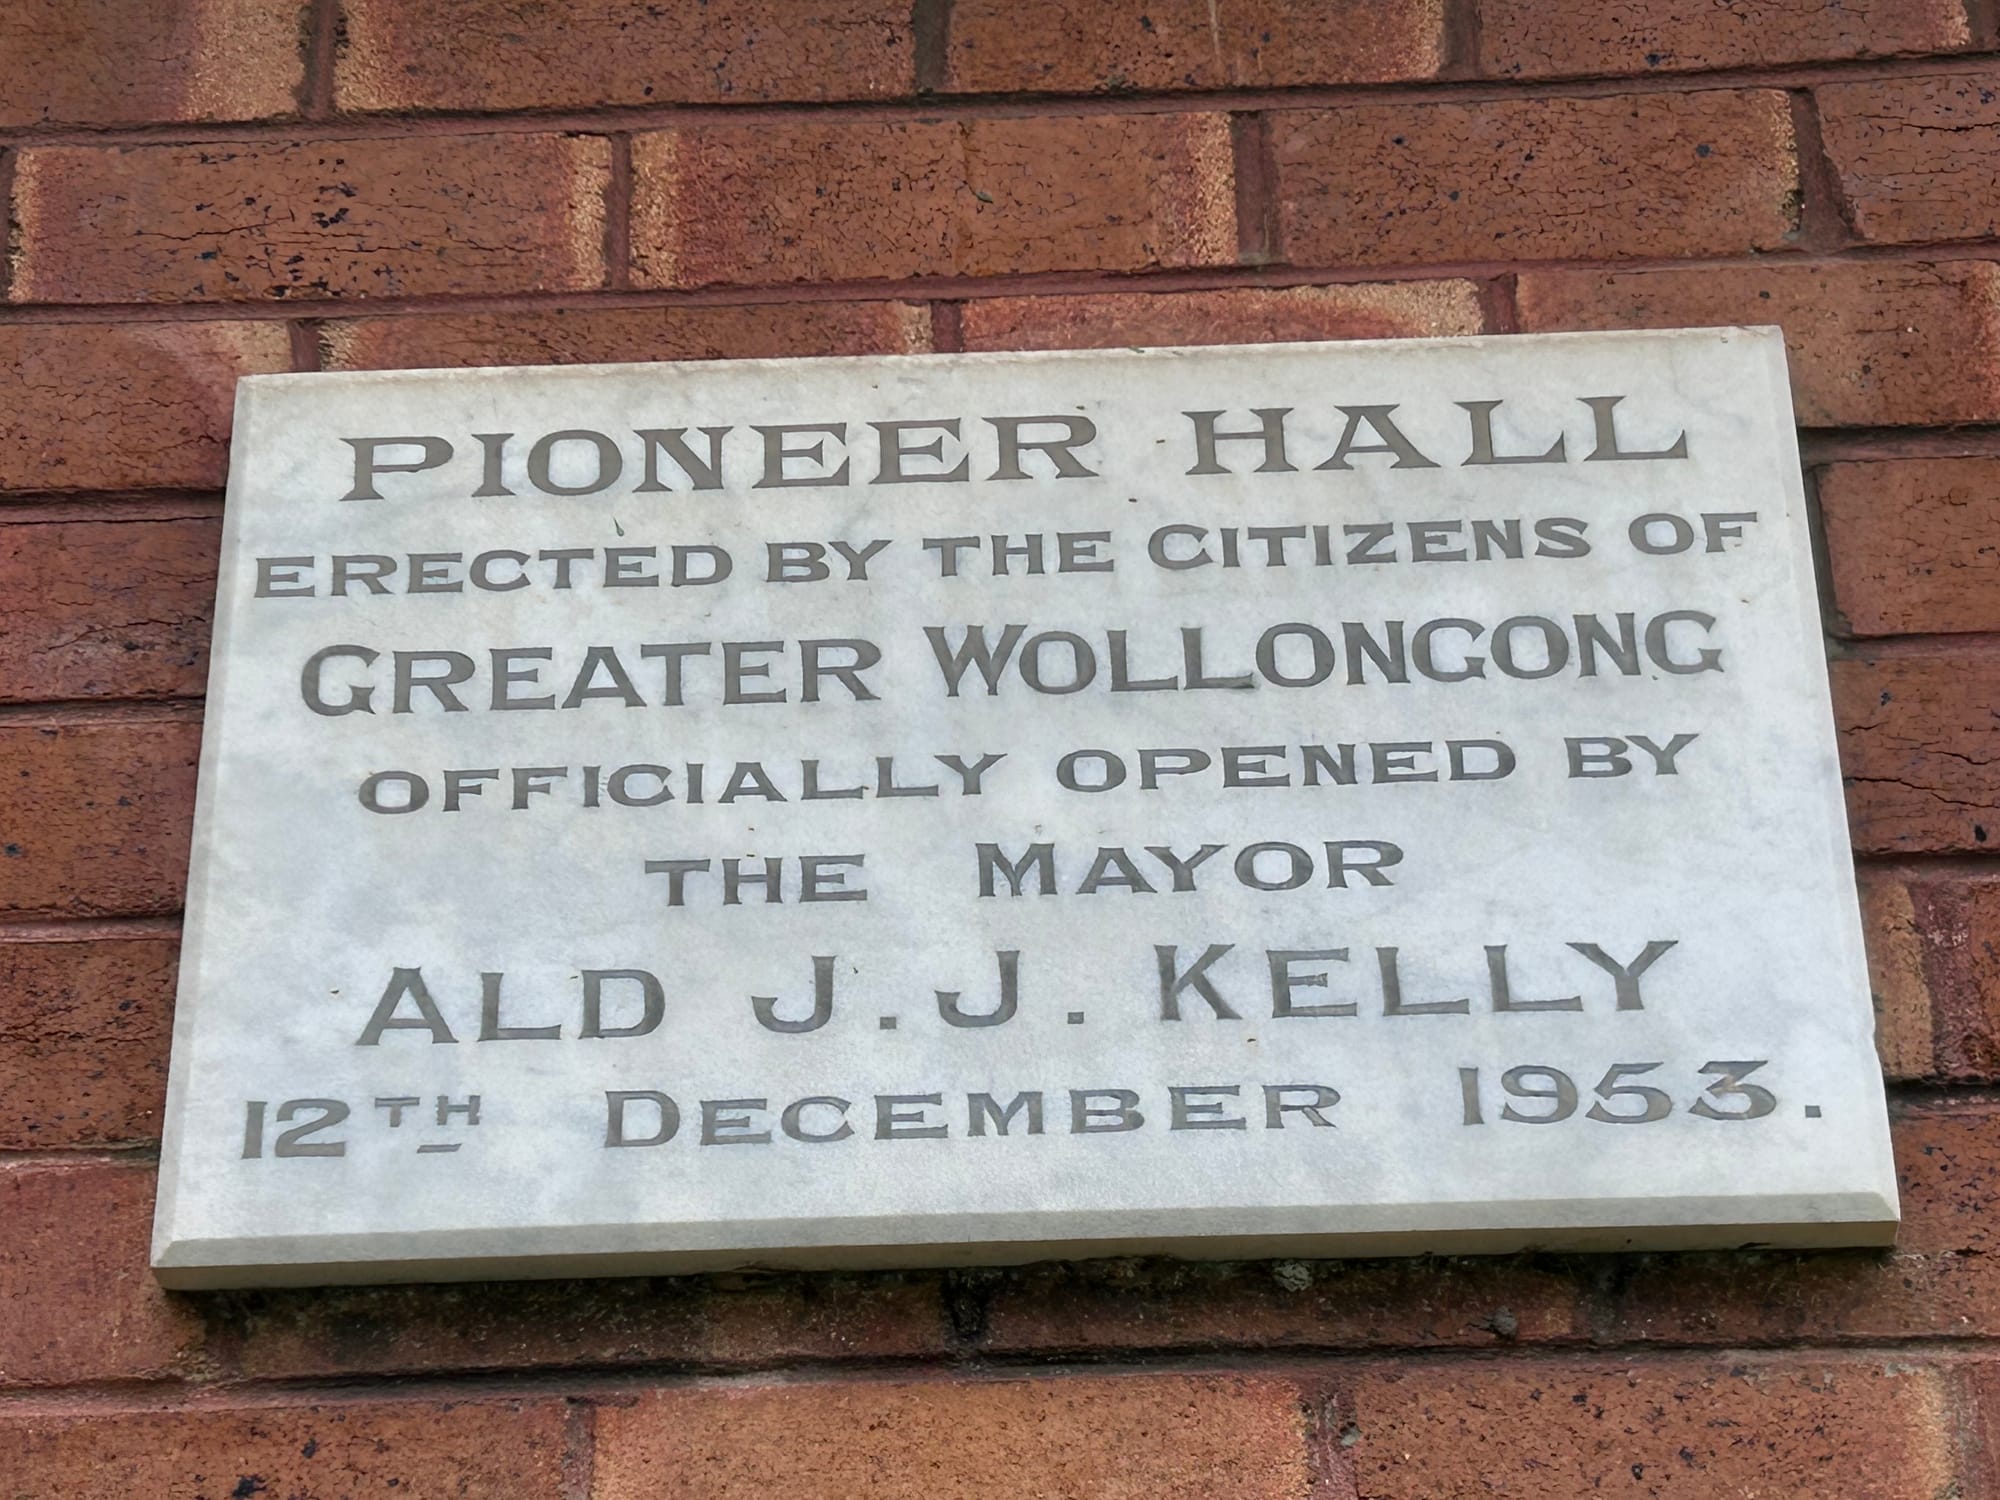 PIONEER HALL
ERECTED BY THE CITIZENS OF
GREATER WOLLONGONG
OFFICIALLY OPENED BY
THE MAYOR
ALD J.J. KELLY
12TH DECEMBER 1953.